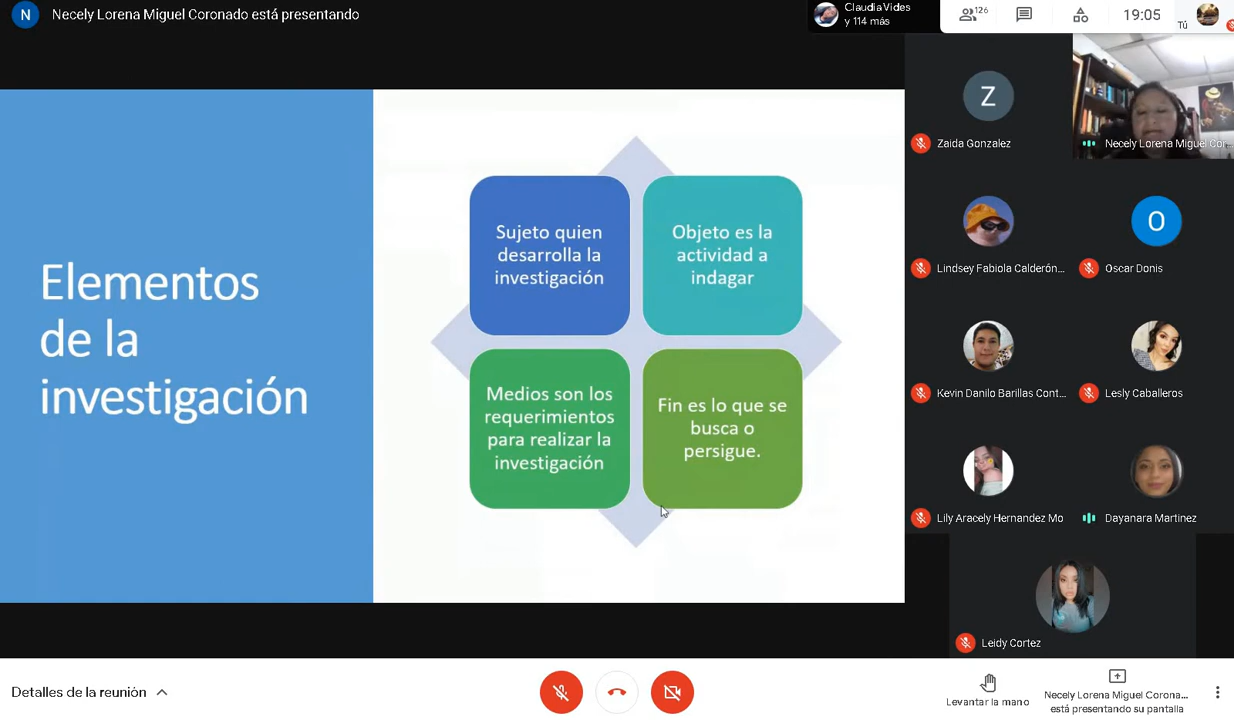 N
Necely Lorena Miguel Coronado está presentando
Claudia Vides
y 114 más
126
19:05
Tú
Elementos
de la
investigación
Sujeto quien
desarrolla la
investigación
Objeto es la
actividad a
indagar
Medios son los
requerimientos
para realizar la
investigación
Fin es lo que se
busca o
persigue.
Z
Zaida Gonzalez
Necely Lorena Miguel Cor...
Lindsey Fabiola Calderón...
O
Oscar Donis
Kevin Danilo Barillas Cont...
Lesly Caballeros
Lily Aracely Hernandez Mo
Dayanara Martinez
Leidy Cortez
Detalles de la reunión
Levantar la mano
Necely Lorena Miguel Corona...
está presentando su pantalla